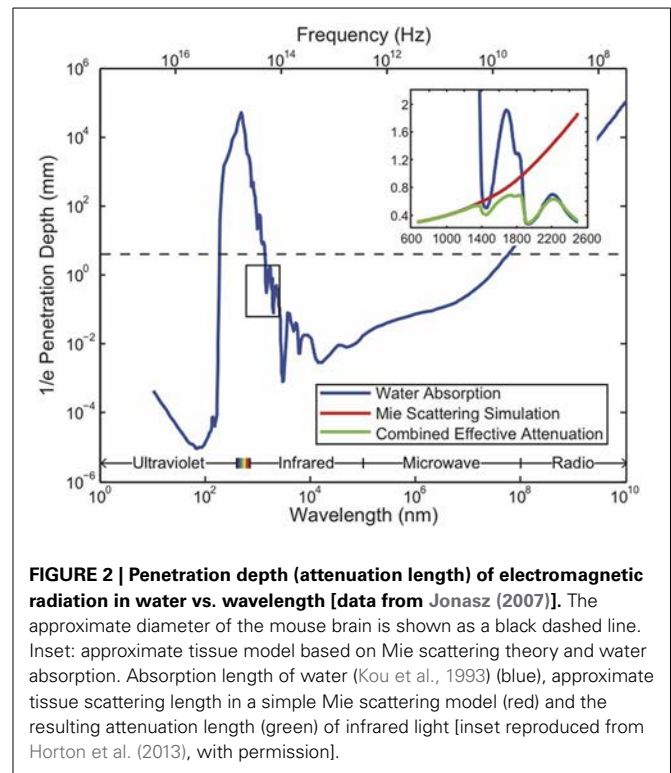 Frequency (Hz)
10^16 10^14 10^12 10^10 10^8
10^6
10^4
10^2
10^0
10^-2
10^-4
10^-6
1/e Penetration Depth (mm)
2
1.6
1.2
0.8
0.4
600 1000 1400 1800 2200 2600
Water Absorption
Mie Scattering Simulation
Combined Effective Attenuation
Ultraviolet Infrared Microwave Radio
10^0 10^2 10^4 10^6 10^8 10^10
Wavelength (nm)
FIGURE 2 | Penetration depth (attenuation length) of electromagnetic
radiation in water vs. wavelength [data from Jonasz (2007)]. The
approximate diameter of the mouse brain is shown as a black dashed line.
Inset: approximate tissue model based on Mie scattering theory and water
absorption. Absorption length of water (Kou et al., 1993) (blue), approximate
tissue scattering length in a simple Mie scattering model (red) and the
resulting attenuation length (green) of infrared light [inset reproduced from
Horton et al. (2013), with permission].